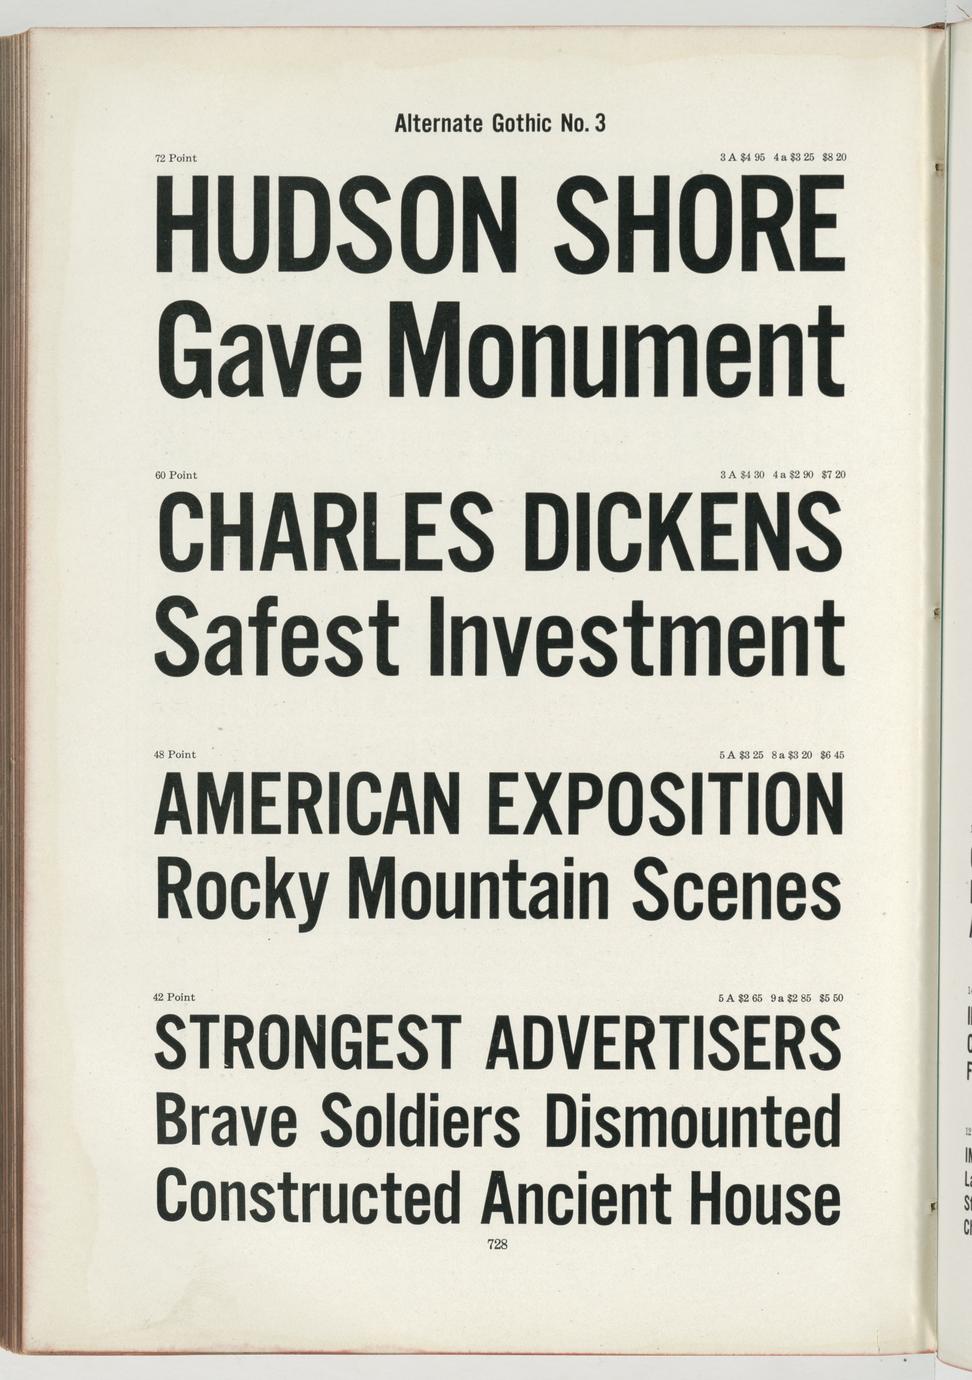 Alternate Gothic No. 3
72 Point 3 A $4 95 4 a $3 25 $8 20
HUDSON SHORE
Gave Monument
60 Point 3 A $4 30 4 a $2 90 $7 20
CHARLES DICKENS
Safest Investment
48 Point 5 A $3 25 8 a $3 20 $6 45
AMERICAN EXPOSITION
Rocky Mountain Scenes
42 Point 5 A $2 65 9 a $2 85 $5 50
STRONGEST ADVERTISERS
Brave Soldiers Dismounted
Constructed Ancient House
728